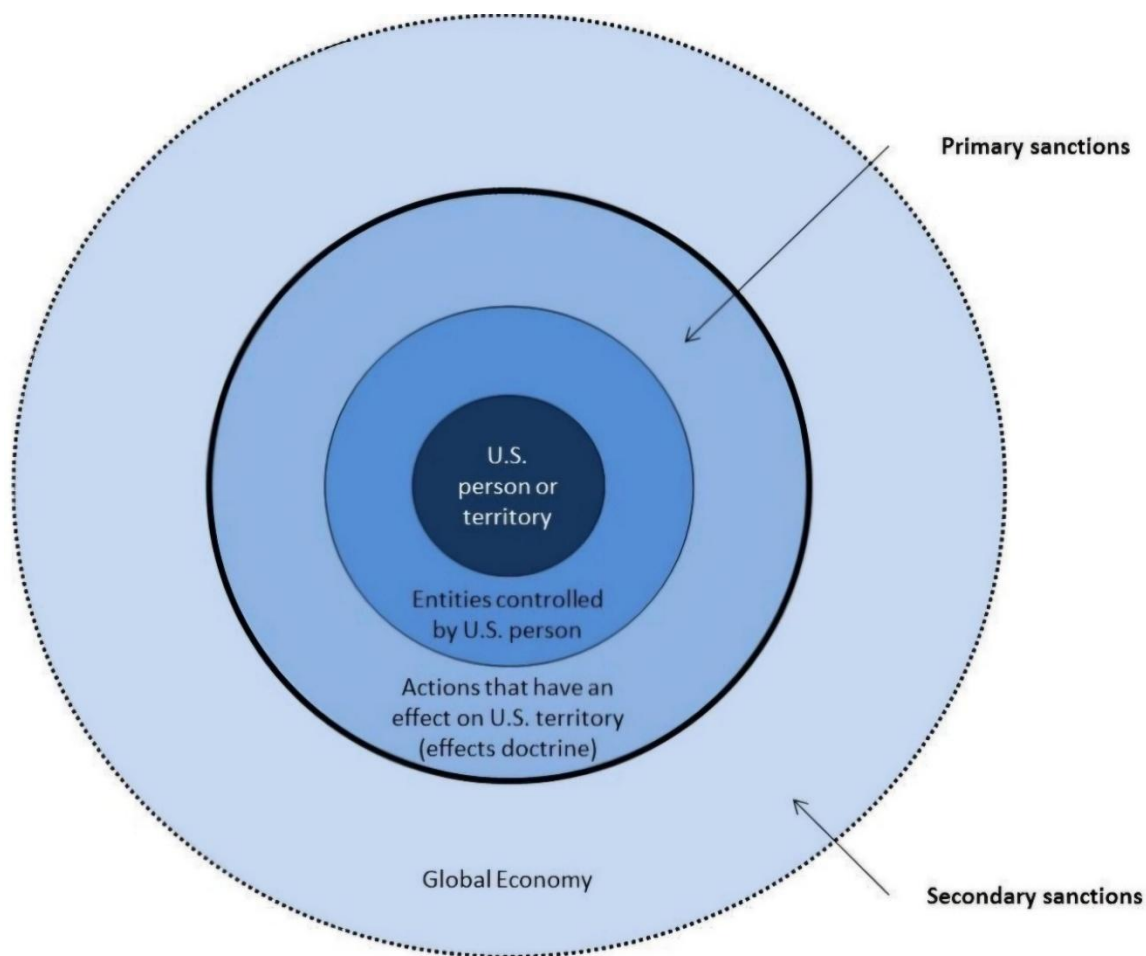 Primary sanctions
U.S.
person or
territory
Entities controlled
by U.S. person
Actions that have an
effect on U.S. territory
(effects doctrine)
Global Economy
Secondary sanctions